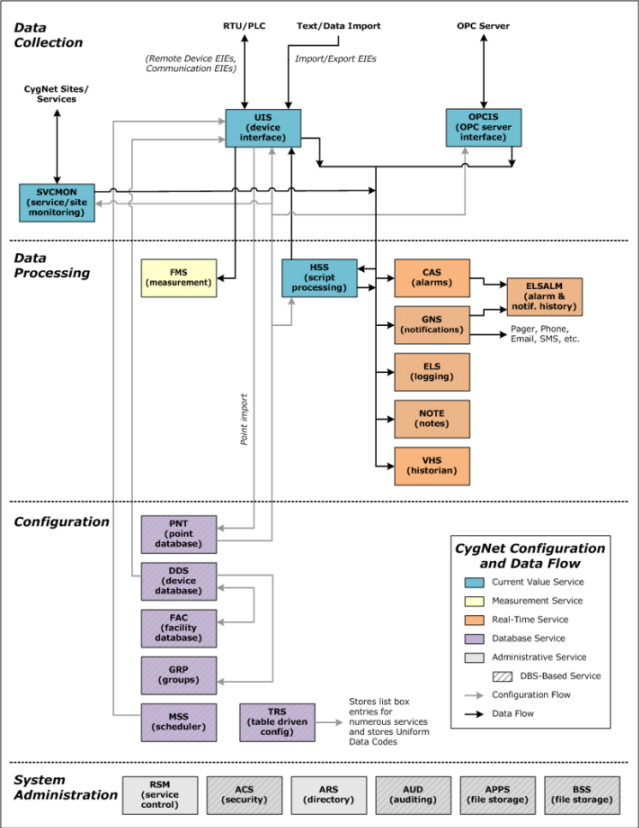 Data
Collection
RTU/PLC
Text/Data Import
OPC Server
(Remote Device EIEs,
Communication EIEs)
Import/Export EIEs
CygNet Sites/
Services
UIS
(device
interface)
OPCIS
(OPC server
interface)
SVCMON
(service/site
monitoring)
Data
Processing
FMS
(measurement)
HSS
(script
processing)
CAS
(alarms)
ELSALM
(alarm &
notif. history)
GNS
(notifications)
Pager, Phone,
Email, SMS, etc.
ELS
(logging)
NOTE
(notes)
VHS
(historian)
Point import
Configuration
PNT
(point
database)
DDS
(device
database)
FAC
(facility
database)
GRP
(groups)
MSS
(scheduler)
TRS
(table driven
config)
Stores list box
entries for
numerous services
and stores Uniform
Data Codes
CygNet Configuration
and Data Flow
Current Value Service
Measurement Service
Real-Time Service
Database Service
Administrative Service
DBS-Based Service
Configuration Flow
Data Flow
System
Administration
RSM
(service
control)
ACS
(security)
ARS
(directory)
AUD
(auditing)
APPS
(file storage)
BSS
(file storage)